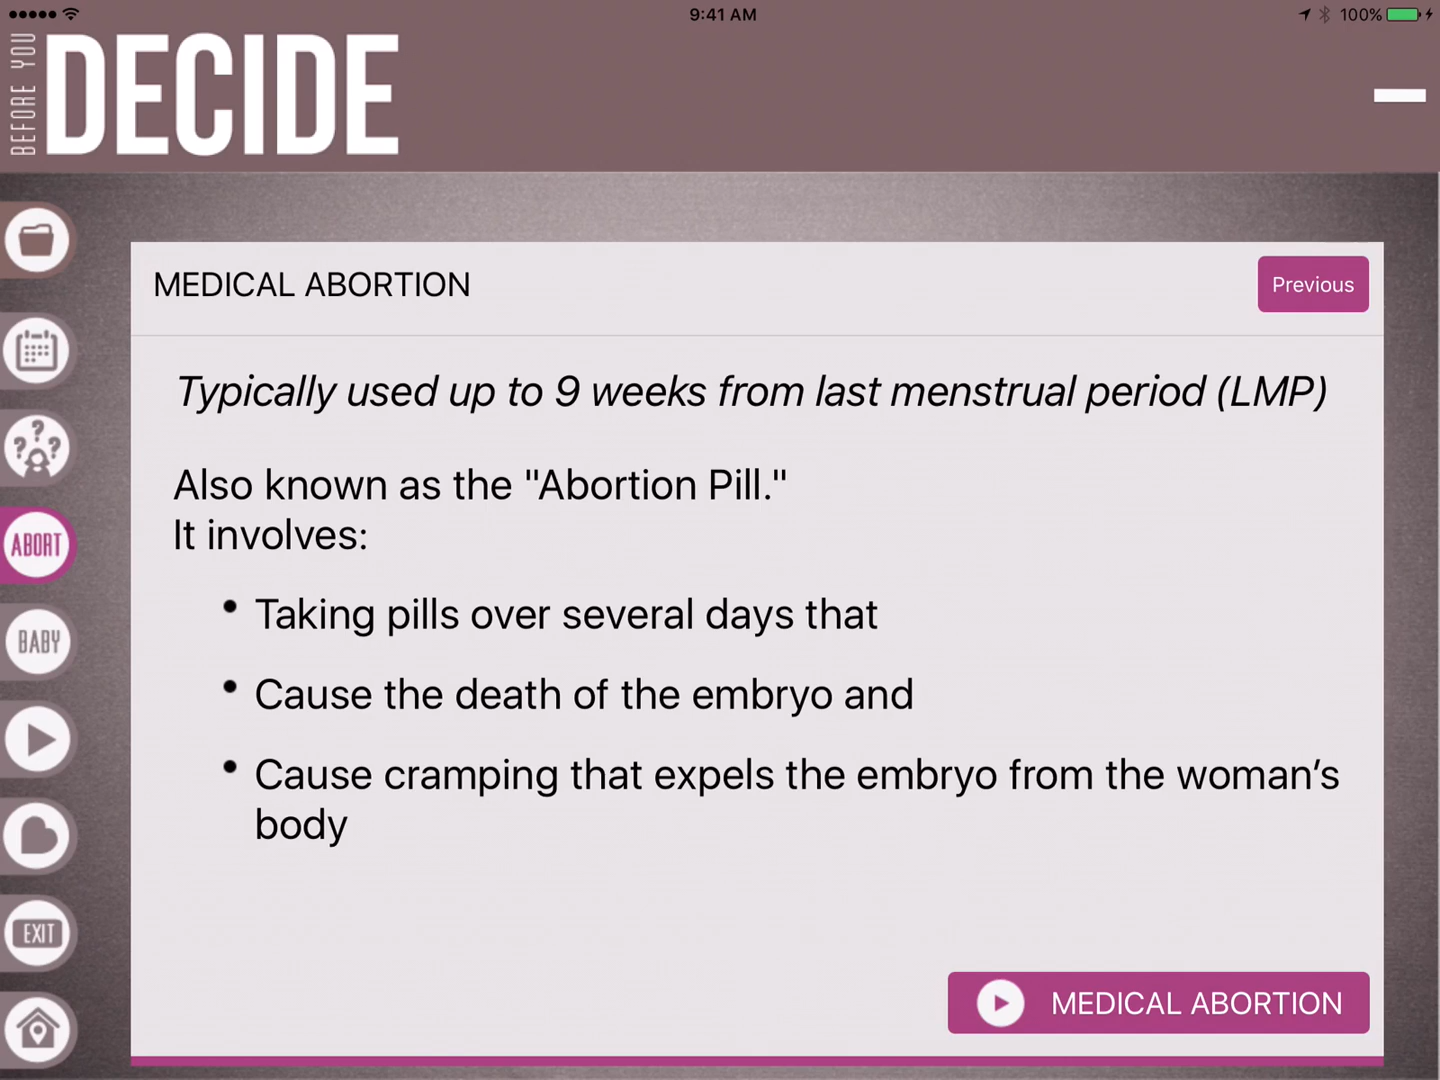 9:41 AM
100%
BEFORE YOU
DECIDE
MEDICAL ABORTION
Previous
Typically used up to 9 weeks from last menstrual period (LMP)
Also known as the "Abortion Pill."
It involves:
• Taking pills over several days that
• Cause the death of the embryo and
• Cause cramping that expels the embryo from the woman’s
body
MEDICAL ABORTION
? ? ?
ABORT
BABY
EXIT